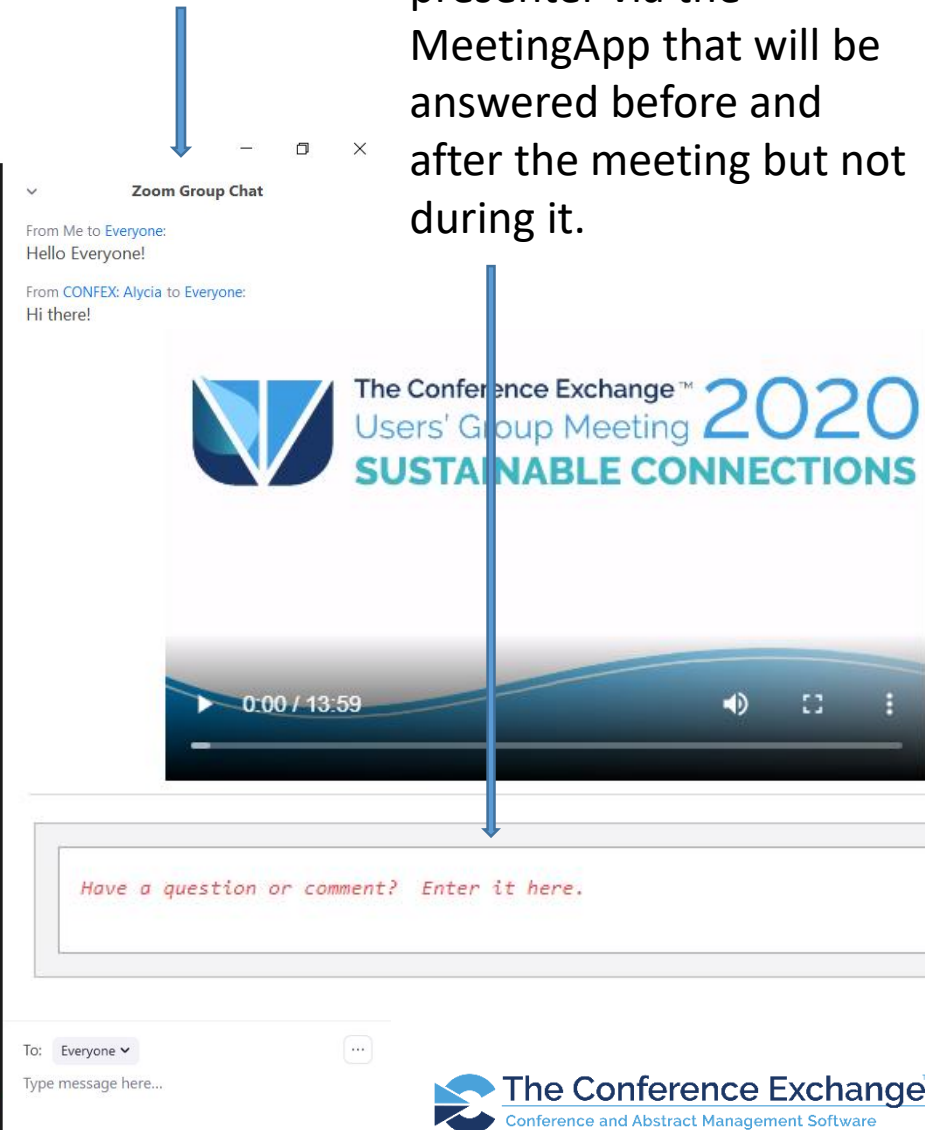 presenter via the
MeetingApp that will be
answered before and
after the meeting but not
during it.
Zoom Group Chat
From Me to Everyone:
Hello Everyone!
From CONFEX: Alycia to Everyone:
Hi there!
The Conference Exchange™ 2020
Users' Group Meeting
SUSTAINABLE CONNECTIONS
0:00 / 13:59
Have a question or comment? Enter it here.
To: Everyone
Type message here...
The Conference Exchange
Conference and Abstract Management Software